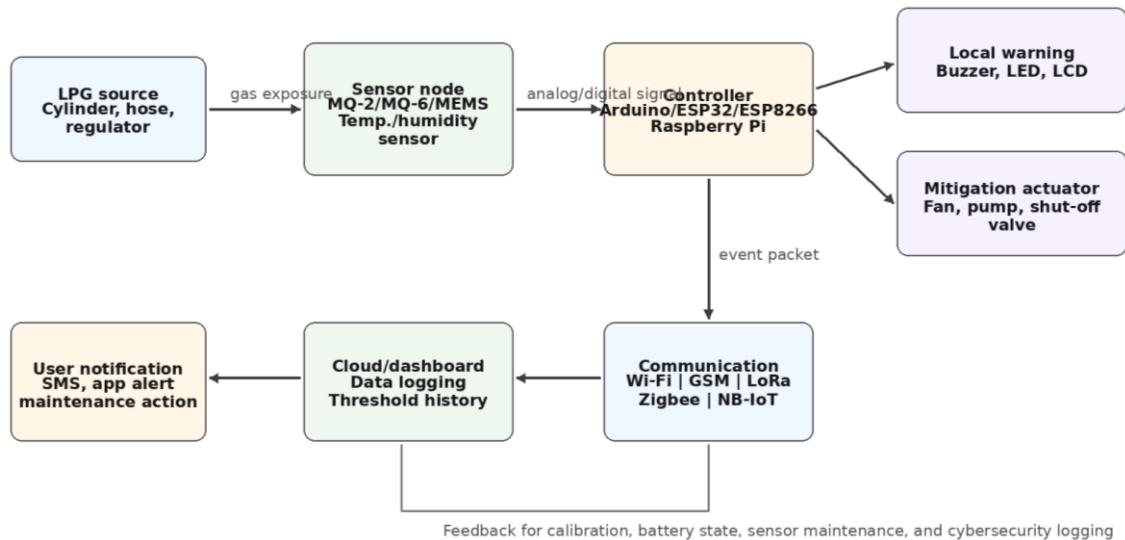 LPG source
Cylinder, hose,
regulator
gas exposure
Sensor node
MQ-2/MQ-6/MEMS
Temp./humidity
sensor
analog/digital signal
Controller
Arduino/ESP32/ESP8266
Raspberry Pi
Local warning
Buzzer, LED, LCD
Mitigation actuator
Fan, pump, shut-off
valve
event packet
User notification
SMS, app alert
maintenance action
Cloud/dashboard
Data logging
Threshold history
Communication
Wi-Fi | GSM | LoRa
Zigbee | NB-IoT
Feedback for calibration, battery state, sensor maintenance, and cybersecurity logging